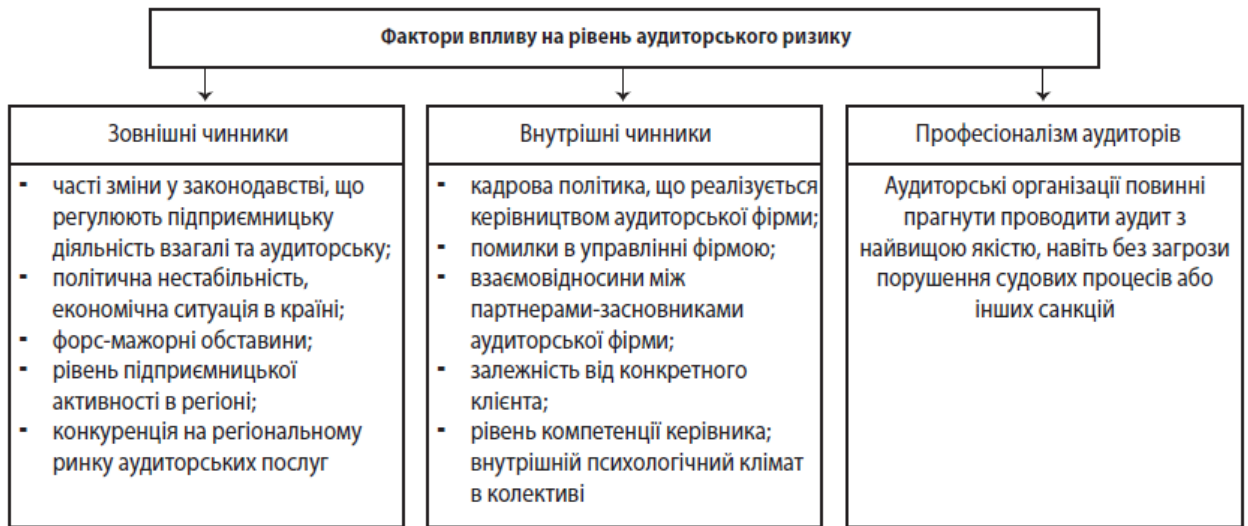 Фактори впливу на рівень аудиторського ризику
Зовнішні чинники
- часті зміни у законодавстві, що
регулюють підприємницьку
діяльність взагалі та аудиторську;
- політична нестабільність,
економічна ситуація в країні;
- форс-мажорні обставини;
- рівень підприємницької
активності в регіоні;
- конкуренція на регіональному
ринку аудиторських послуг
Внутрішні чинники
- кадрова політика, що реалізується
керівництвом аудиторської фірми;
- помилки в управлінні фірмою;
- взаємовідносини між
партнерами-засновниками
аудиторської фірми;
- залежність від конкретного
клієнта;
- рівень компетенції керівника;
внутрішній психологічний клімат
в колективі
Професіоналізм аудиторів
Аудиторські організації повинні
прагнути проводити аудит з
найвищою якістю, навіть без загрози
порушення судових процесів або
інших санкцій